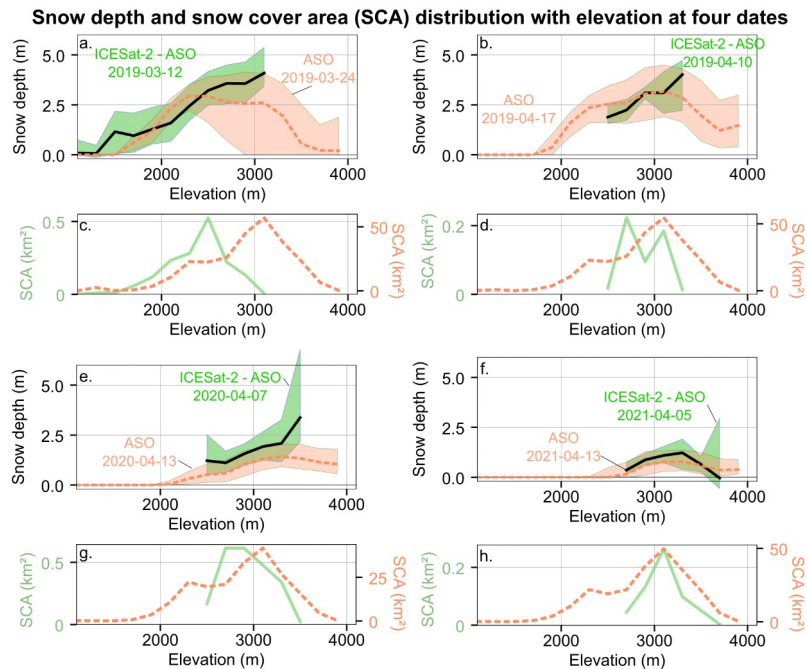 Snow depth and snow cover area (SCA) distribution with elevation at four dates
a.
ICESat-2 - ASO
2019-03-12
ASO
2019-03-24
Snow depth (m)
5.0
2.5
0.0
2000
3000
4000
Elevation (m)
b.
ICESat-2 - ASO
2019-04-10
ASO
2019-04-17
Snow depth (m)
5.0
2.5
0.0
2000
3000
4000
Elevation (m)
c.
SCA (km²)
0.5
0
SCA (km²)
50
0
2000
3000
4000
Elevation (m)
d.
SCA (km²)
0.2
0
SCA (km²)
50
0
2000
3000
4000
Elevation (m)
e.
ICESat-2 - ASO
2020-04-07
ASO
2020-04-13
Snow depth (m)
5.0
2.5
0.0
2000
3000
4000
Elevation (m)
f.
ICESat-2 - ASO
2021-04-05
ASO
2021-04-13
Snow depth (m)
5.0
2.5
0.0
2000
3000
4000
Elevation (m)
g.
SCA (km²)
0.5
0
SCA (km²)
25
0
2000
3000
4000
Elevation (m)
h.
SCA (km²)
0.2
0
SCA (km²)
50
0
2000
3000
4000
Elevation (m)